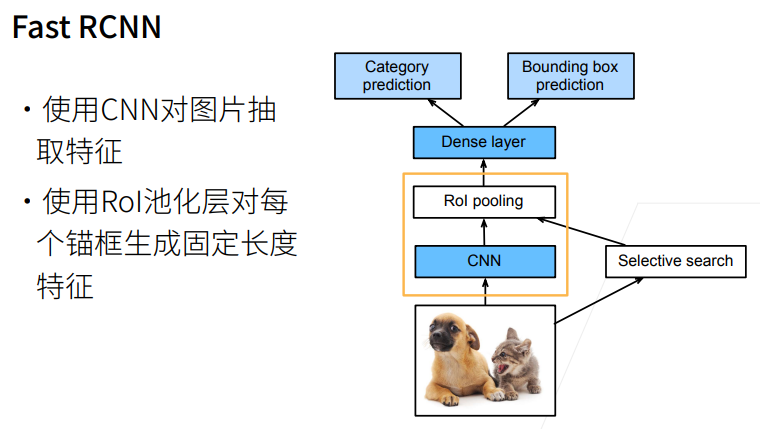 Fast RCNN
・使用CNN对图片抽
取特征
・使用RoI池化层对每
个锚框生成固定长度
特征
Category
prediction
Bounding box
prediction
Dense layer
RoI pooling
CNN
Selective search